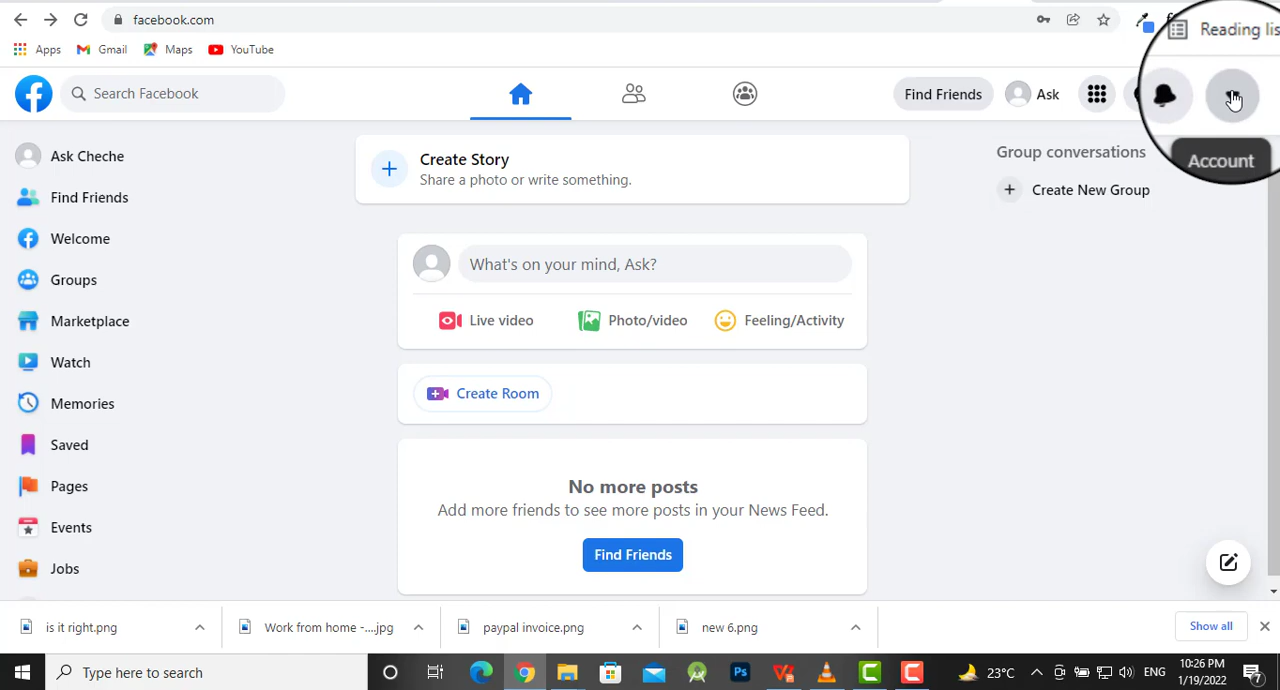 facebook.com
Reading lis
Apps Gmail Maps YouTube
Search Facebook
Find Friends Ask
Account
Ask Cheche
Find Friends
Welcome
Groups
Marketplace
Watch
Memories
Saved
Pages
Events
Jobs
Create Story
Share a photo or write something.
What's on your mind, Ask?
Live video Photo/video Feeling/Activity
Create Room
No more posts
Add more friends to see more posts in your News Feed.
Find Friends
Group conversations
Create New Group
is it right.png Work from home -....jpg paypal invoice.png new 6.png Show all
Type here to search
Ps
23°C
ENG
10:26 PM
1/19/2022
7